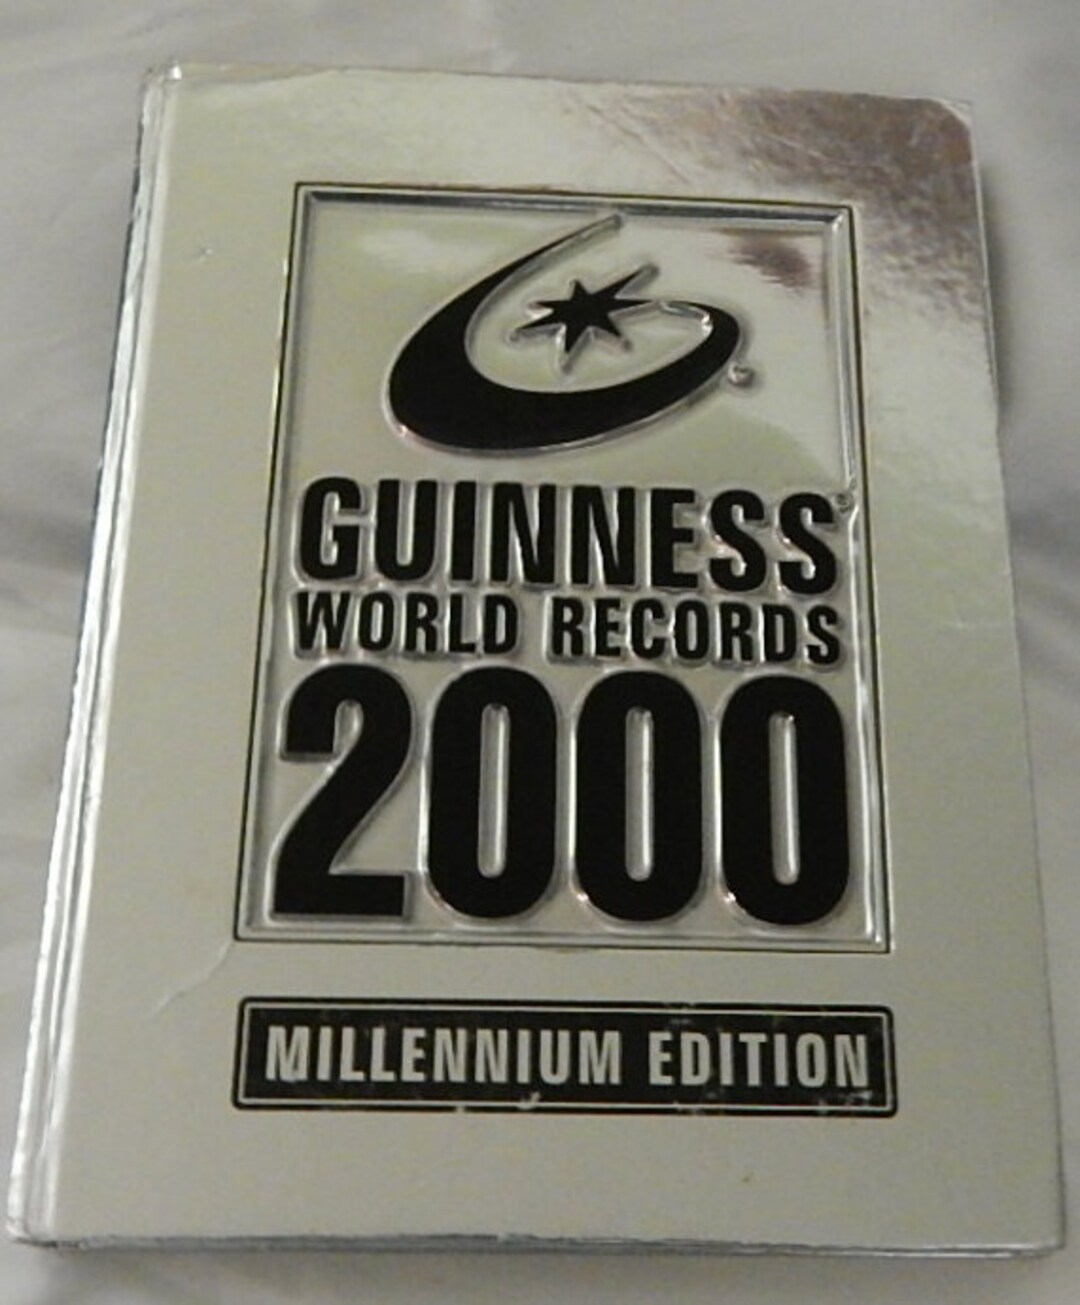 GUINNESS®
WORLD RECORDS
2000
MILLENNIUM EDITION